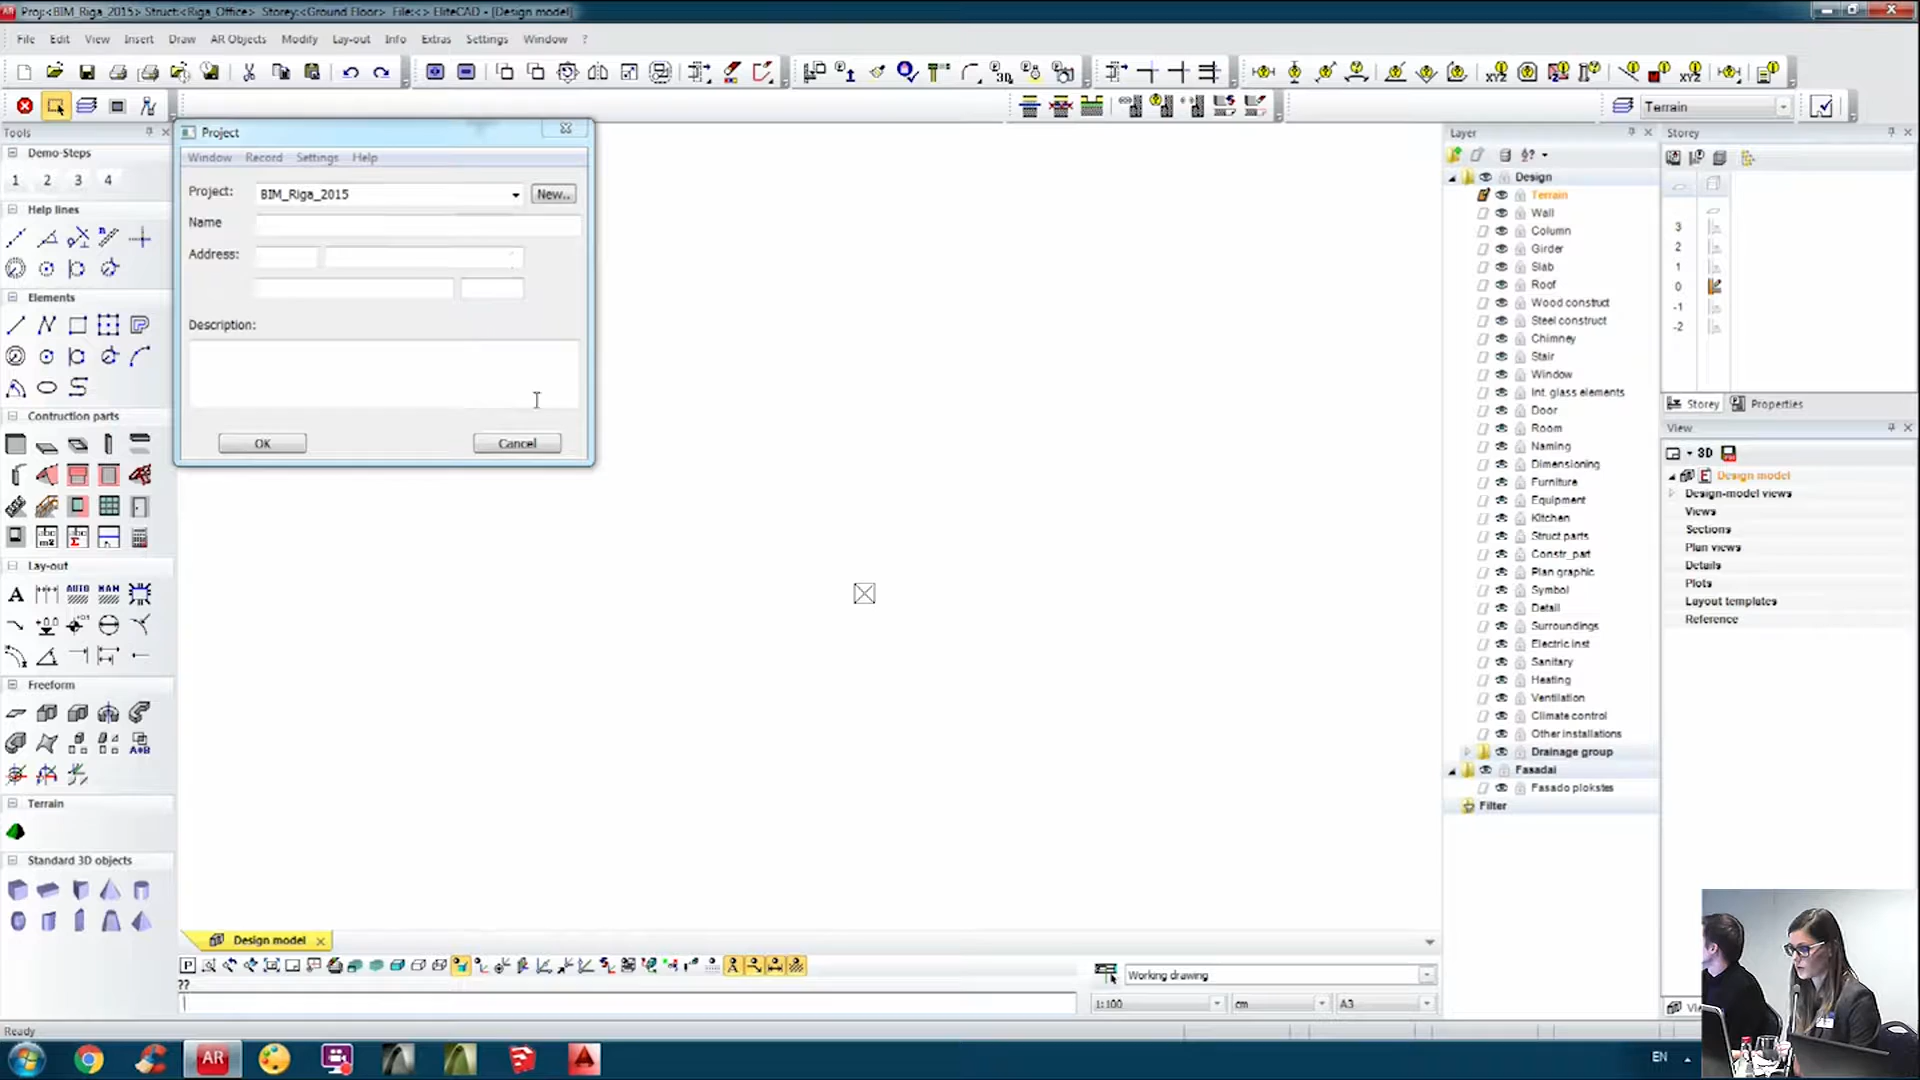 AR Proj:<BIM_Riga_2015> Struct:<Riga_Office> Storey:<Ground Floor> File:<> EliteCAD - [Design model]
File Edit View Insert Draw AR Objects Modify Lay-out Info Extras Settings Window ?
Terrain
Tools
Demo-Steps
1 2 3 4
Help lines
Elements
Contruction parts
Lay-out
A
AUTO
Freeform
A+B
Terrain
Standard 3D objects
Project
Window Record Settings Help
Project: BIM_Riga_2015 New..
Name
Address:
Description:
OK Cancel
Layer
Design
Terrain
Wall
Column
Girder
Slab
Roof
Wood construct
Steel construct
Chimney
Stair
Window
Int. glass elements
Door
Room
Naming
Dimensioning
Furniture
Equipment
Kitchen
Struct parts
Constr_part
Plan graphic
Symbol
Detail
Surroundings
Electric inst
Sanitary
Heating
Ventilation
Climate control
Other installations
Drainage group
Fasadai
Fasado plokstes
Filter
Storey
3
2
1
0
-1
-2
Storey Properties
View
3D
E Design model
Design-model views
Views
Sections
Plan views
Details
Plots
Layout templates
Reference
Design model
P
??
Working drawing
1:100 cm A3
Ready
AR
EN